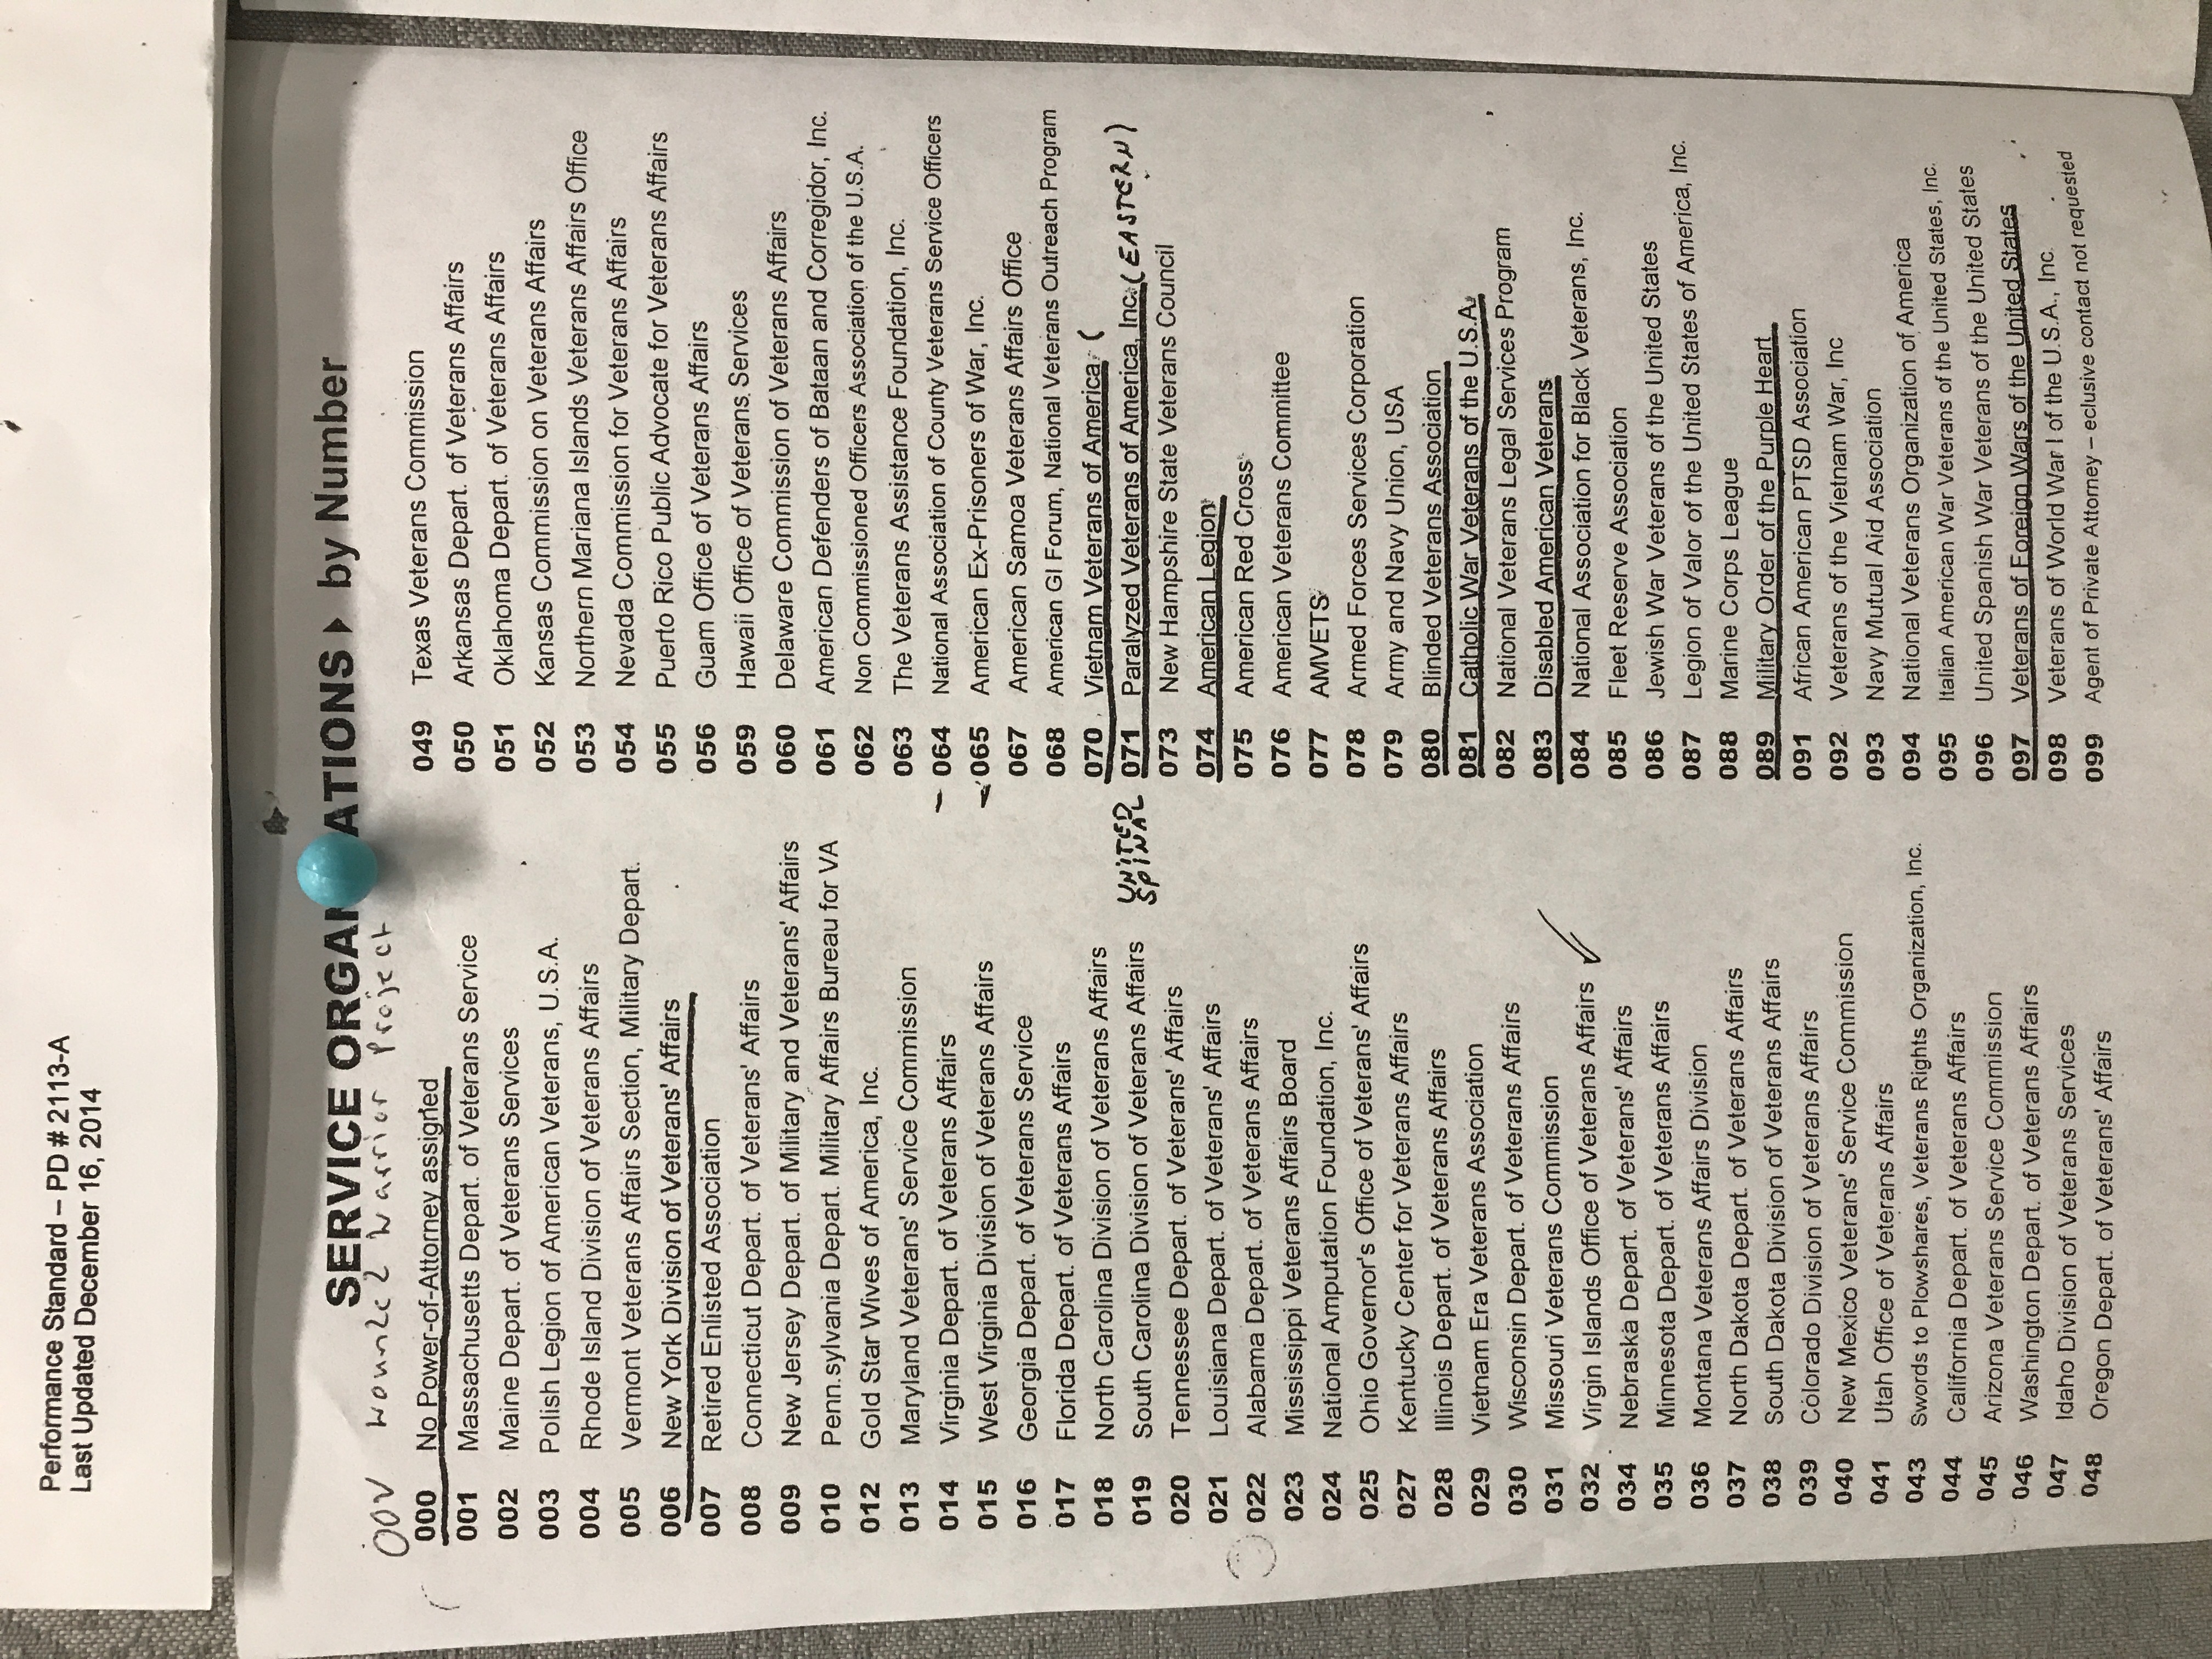 Performance Standard – PD # 2113-A
Last Updated December 16, 2014
SERVICE ORGAN ATIONS ▸ by Number
00V Wounded Warrior Project
000 No Power-of-Attorney assigned
001 Massachusetts Depart. of Veterans Service
002 Maine Depart. of Veterans Services
003 Polish Legion of American Veterans, U.S.A.
004 Rhode Island Division of Veterans Affairs
005 Vermont Veterans Affairs Section, Military Depart.
006 New York Division of Veterans' Affairs
007 Retired Enlisted Association
008 Connecticut Depart. of Veterans' Affairs
009 New Jersey Depart. of Military and Veterans' Affairs
010 Penn.sylvania Depart. Military Affairs Bureau for VA
012 Gold Star Wives of America, Inc.
013 Maryland Veterans' Service Commission
014 Virginia Depart. of Veterans Affairs
015 West Virginia Division of Veterans Affairs
016 Georgia Depart. of Veterans Service
017 Florida Depart. of Veterans Affairs
018 North Carolina Division of Veterans Affairs
019 South Carolina Division of Veterans Affairs
020 Tennessee Depart. of Veterans' Affairs
021 Louisiana Depart. of Veterans' Affairs
022 Alabama Depart. of Veterans Affairs
023 Mississippi Veterans Affairs Board
024 National Amputation Foundation, Inc.
025 Ohio Governor's Office of Veterans' Affairs
027 Kentucky Center for Veterans Affairs
028 Illinois Depart. of Veterans Affairs
029 Vietnam Era Veterans Association
030 Wisconsin Depart. of Veterans Affairs
031 Missouri Veterans Commission
032 Virgin Islands Office of Veterans Affairs ✓
034 Nebraska Depart. of Veterans' Affairs
035 Minnesota Depart. of Veterans Affairs
036 Montana Veterans Affairs Division
037 North Dakota Depart. of Veterans Affairs
038 South Dakota Division of Veterans Affairs
039 Colorado Division of Veterans Affairs
040 New Mexico Veterans' Service Commission
041 Utah Office of Veterans Affairs
043 Swords to Plowshares, Veterans Rights Organization, Inc.
044 California Depart. of Veterans Affairs
045 Arizona Veterans Service Commission
046 Washington Depart. of Veterans Affairs
047 Idaho Division of Veterans Services
048 Oregon Depart. of Veterans' Affairs
049 Texas Veterans Commission
050 Arkansas Depart. of Veterans Affairs
051 Oklahoma Depart. of Veterans Affairs
052 Kansas Commission on Veterans Affairs
053 Northern Mariana Islands Veterans Affairs Office
054 Nevada Commission for Veterans Affairs
055 Puerto Rico Public Advocate for Veterans Affairs
056 Guam Office of Veterans Affairs
059 Hawaii Office of Veterans Services
060 Delaware Commission of Veterans Affairs
061 American Defenders of Bataan and Corregidor, Inc.
062 Non Commissioned Officers Association of the U.S.A.
063 The Veterans Assistance Foundation, Inc.
064 National Association of County Veterans Service Officers
065 American Ex-Prisoners of War, Inc.
067 American Samoa Veterans Affairs Office
068 American GI Forum, National Veterans Outreach Program
070 Vietnam Veterans of America (
UNITED
SPINAL
071 Paralyzed Veterans of America, Inc. (EASTERN)
073 New Hampshire State Veterans Council
074 American Legion
075 American Red Cross
076 American Veterans Committee
077 AMVETS
078 Armed Forces Services Corporation
079 Army and Navy Union, USA
080 Blinded Veterans Association
081 Catholic War Veterans of the U.S.A.
082 National Veterans Legal Services Program
083 Disabled American Veterans
084 National Association for Black Veterans, Inc.
085 Fleet Reserve Association
086 Jewish War Veterans of the United States
087 Legion of Valor of the United States of America, Inc.
088 Marine Corps League
089 Military Order of the Purple Heart
091 African American PTSD Association
092 Veterans of the Vietnam War, Inc
093 Navy Mutual Aid Association
094 National Veterans Organization of America
095 Italian American War Veterans of the United States, Inc.
096 United Spanish War Veterans of the United States
097 Veterans of Foreign Wars of the United States
098 Veterans of World War I of the U.S.A., Inc.
099 Agent of Private Attorney – eclusive contact not requested